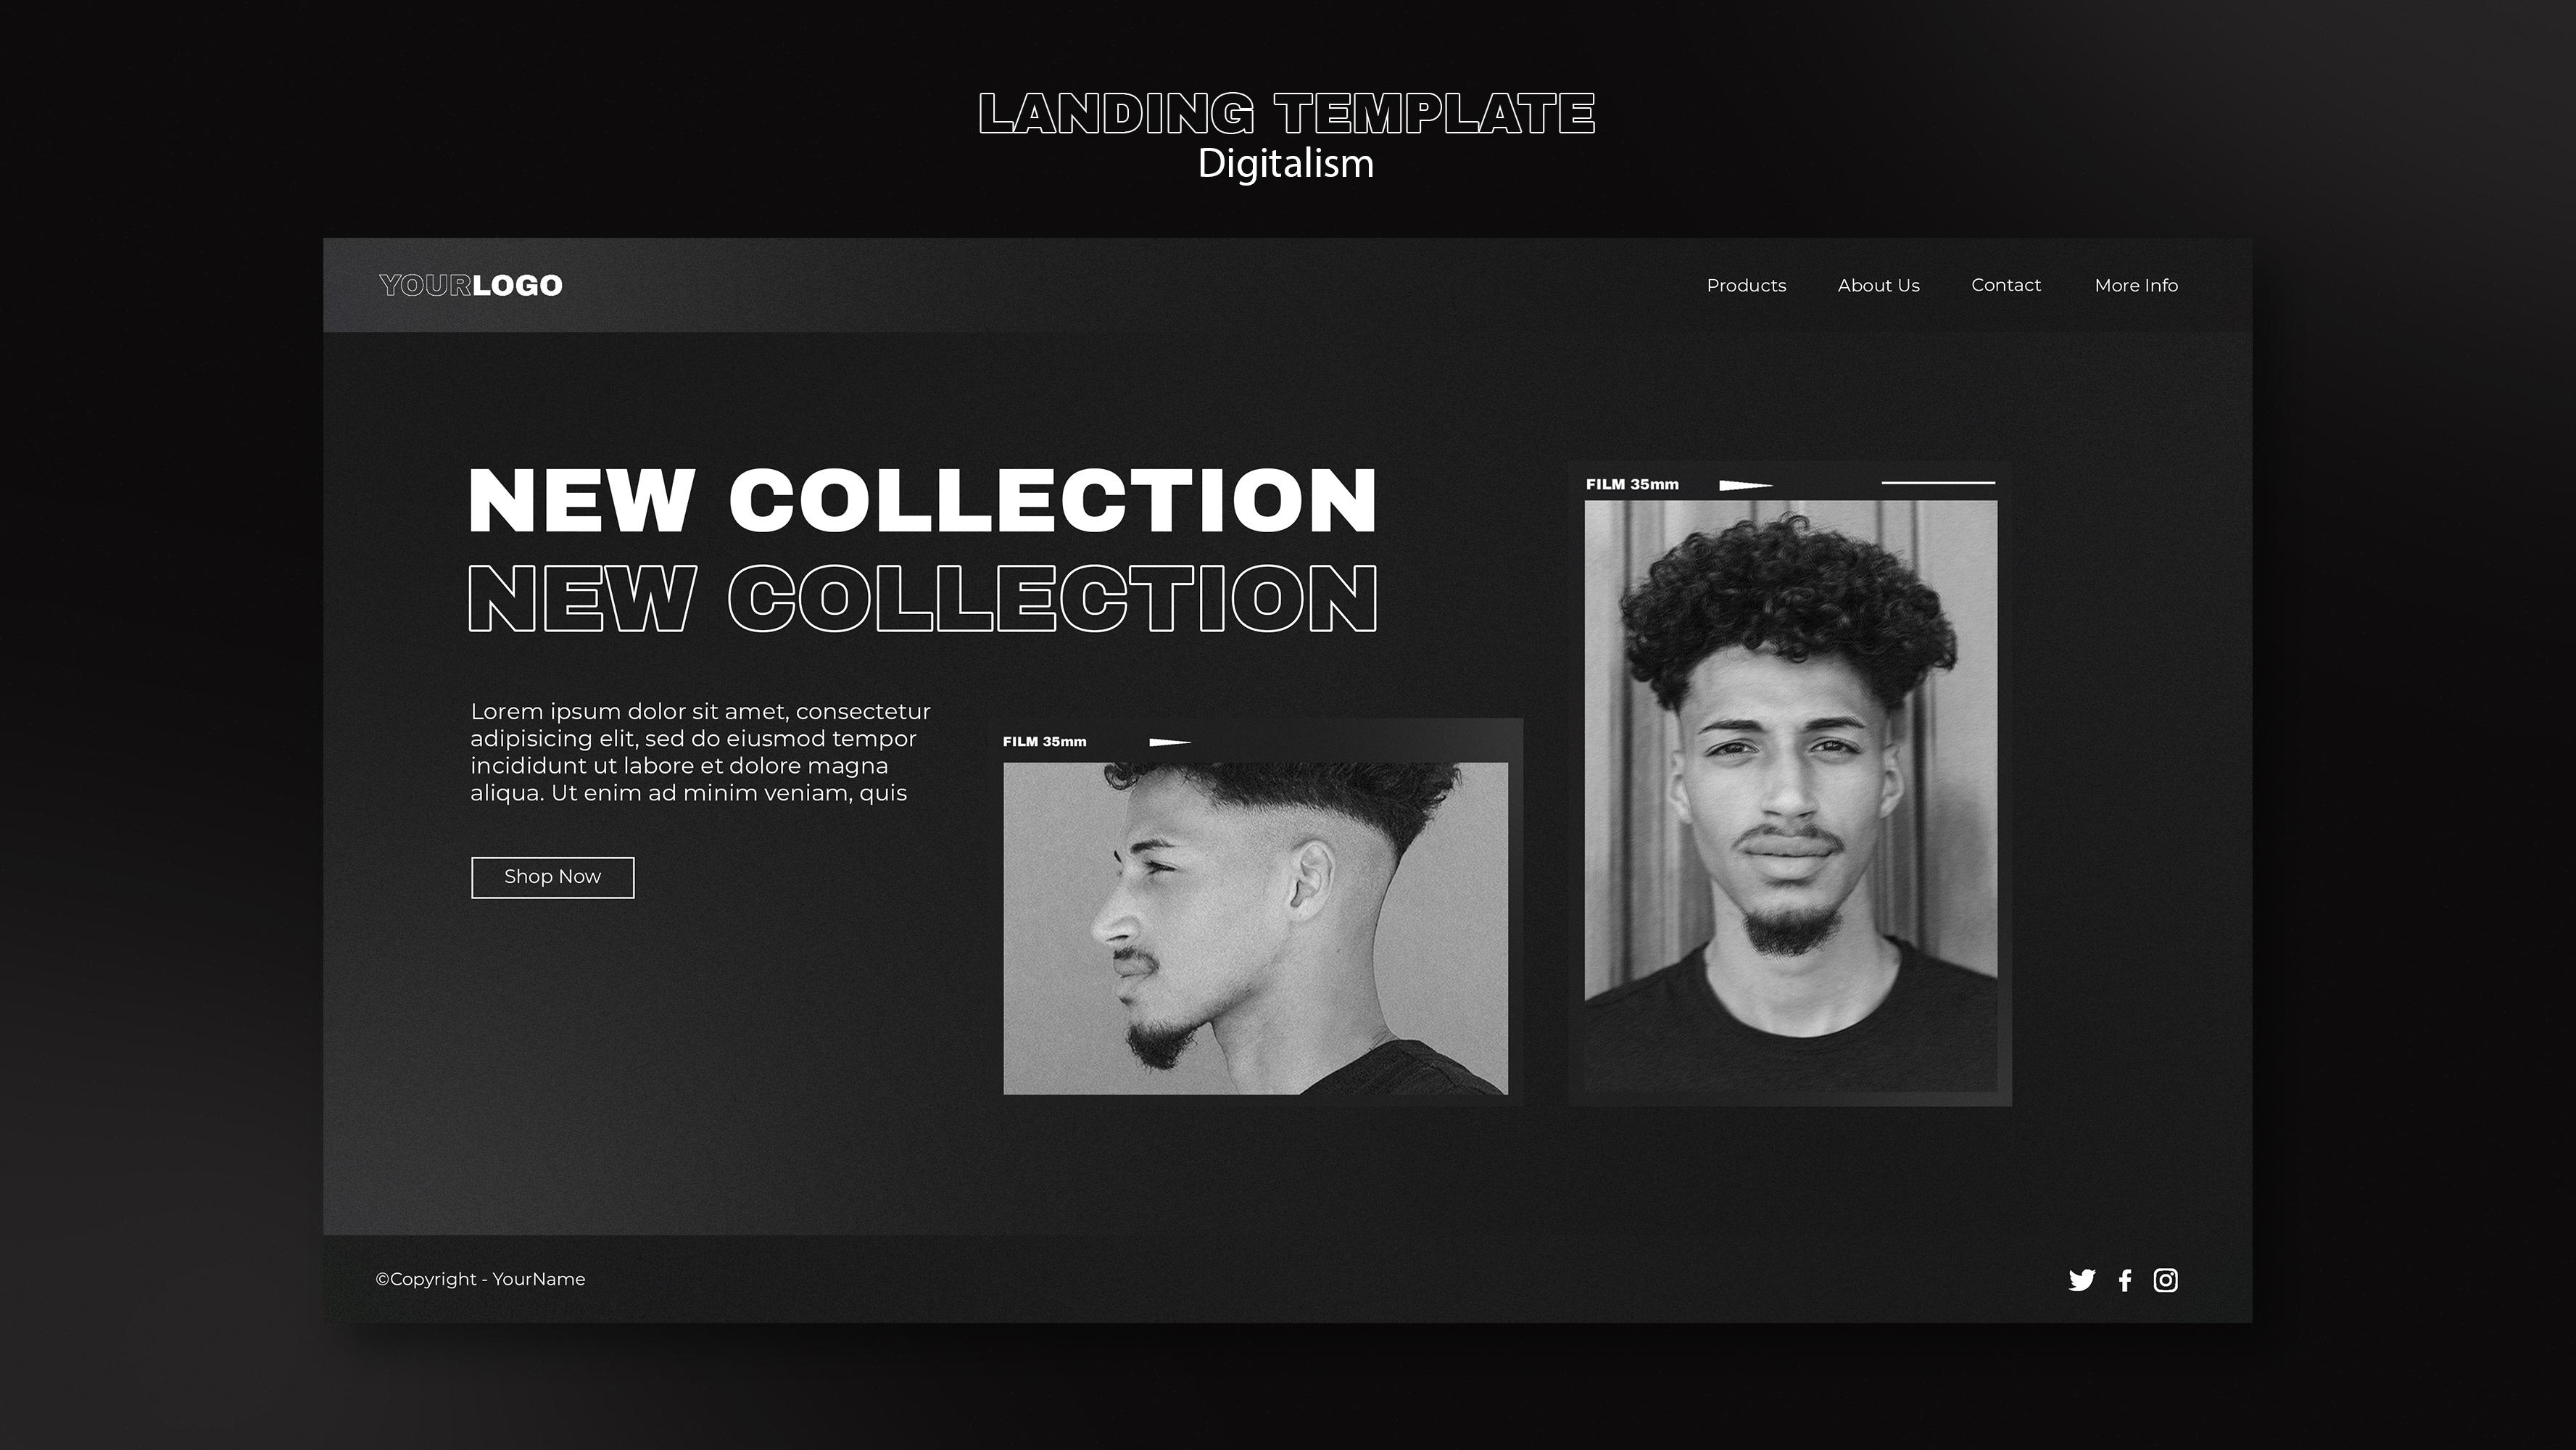 LANDING TEMPLATE
Digitalism
YOURLOGO
Products About Us Contact More Info
NEW COLLECTION
NEW COLLECTION
Lorem ipsum dolor sit amet, consectetur
adipisicing elit, sed do eiusmod tempor
incididunt ut labore et dolore magna
aliqua. Ut enim ad minim veniam, quis
Shop Now
FILM 35mm
FILM 35mm
©Copyright - YourName